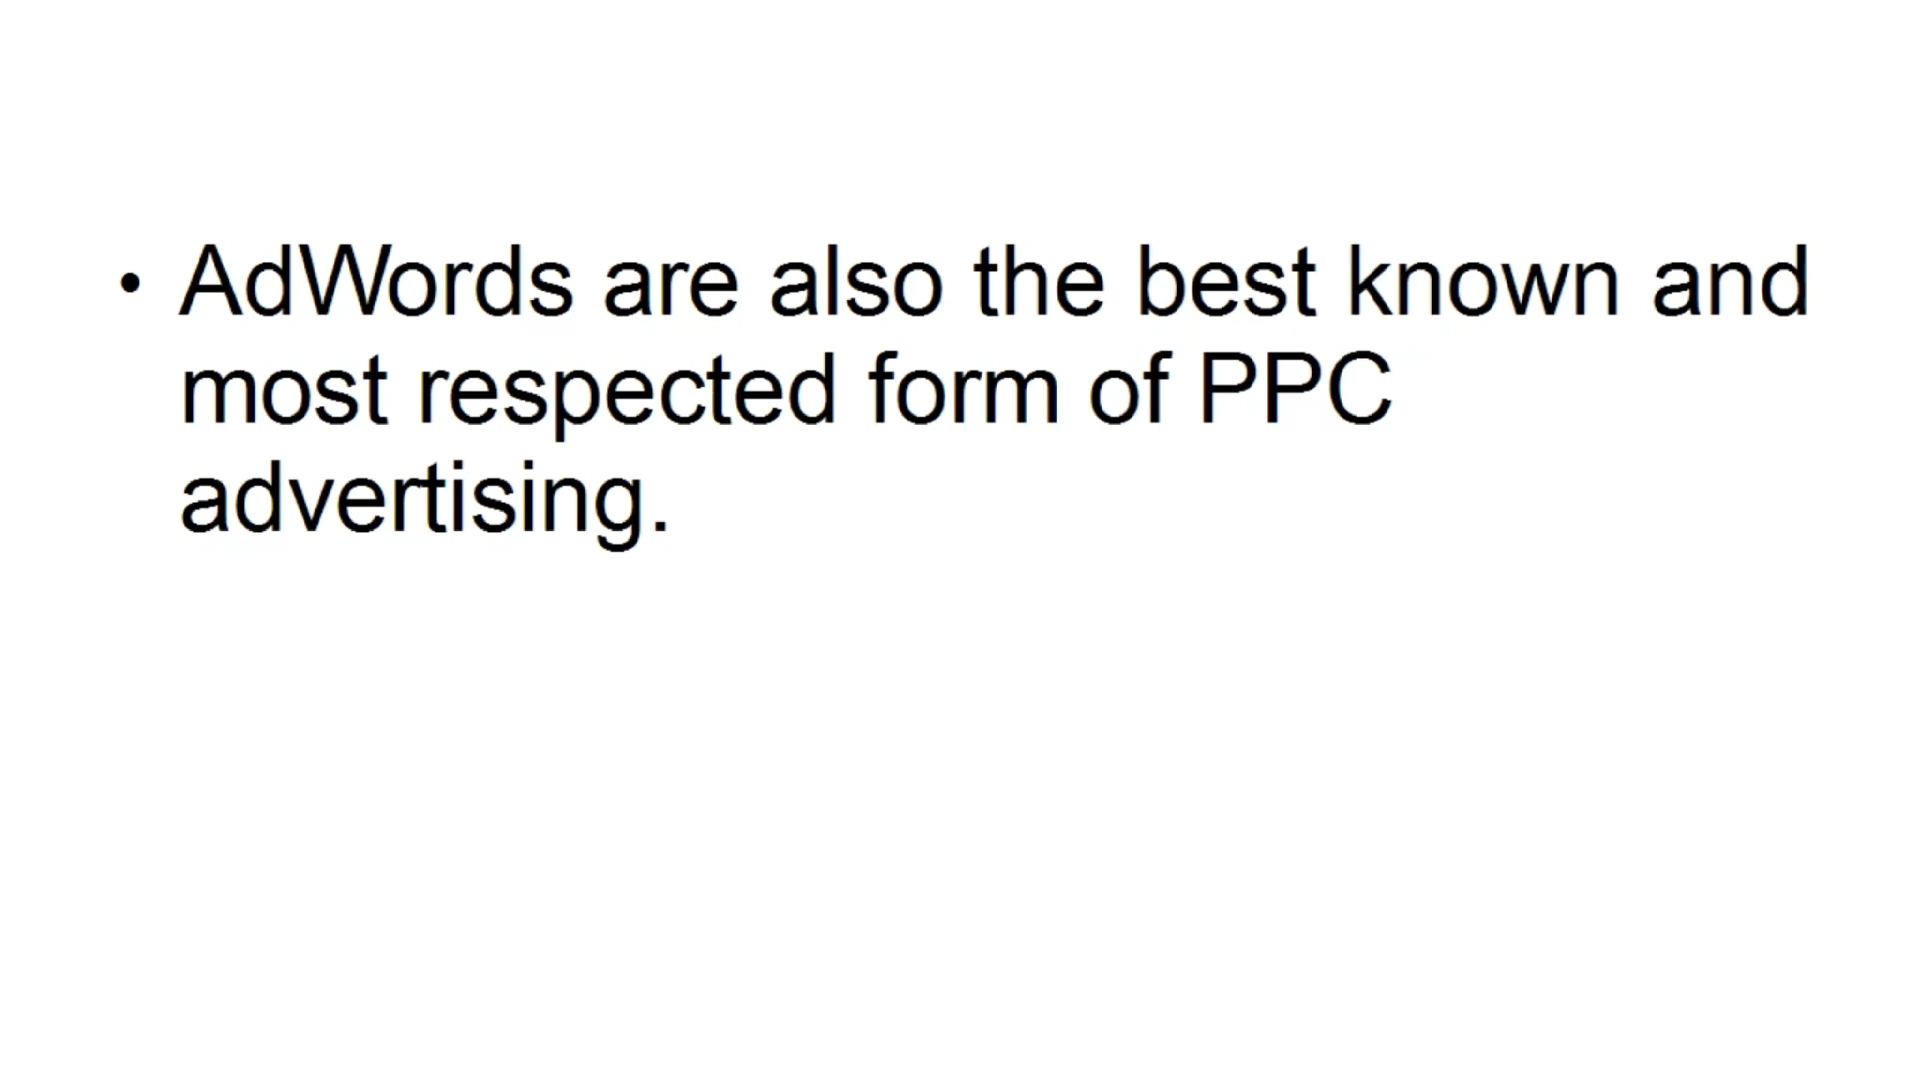 • AdWords are also the best known and
most respected form of PPC
advertising.